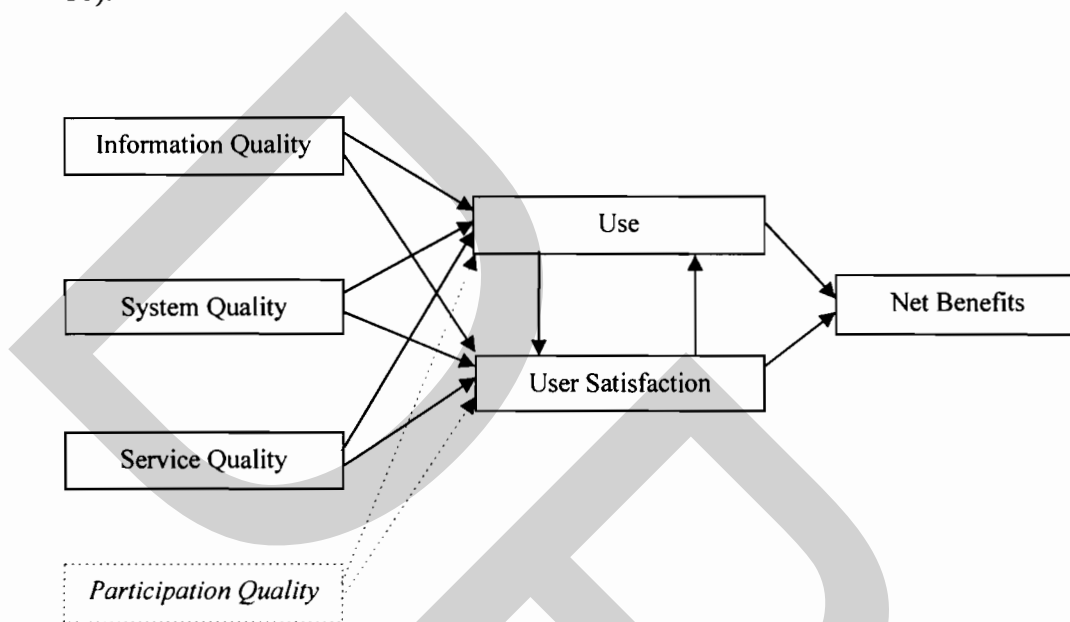 Information Quality
Use
System Quality
Net Benefits
User Satisfaction
Service Quality
Participation Quality